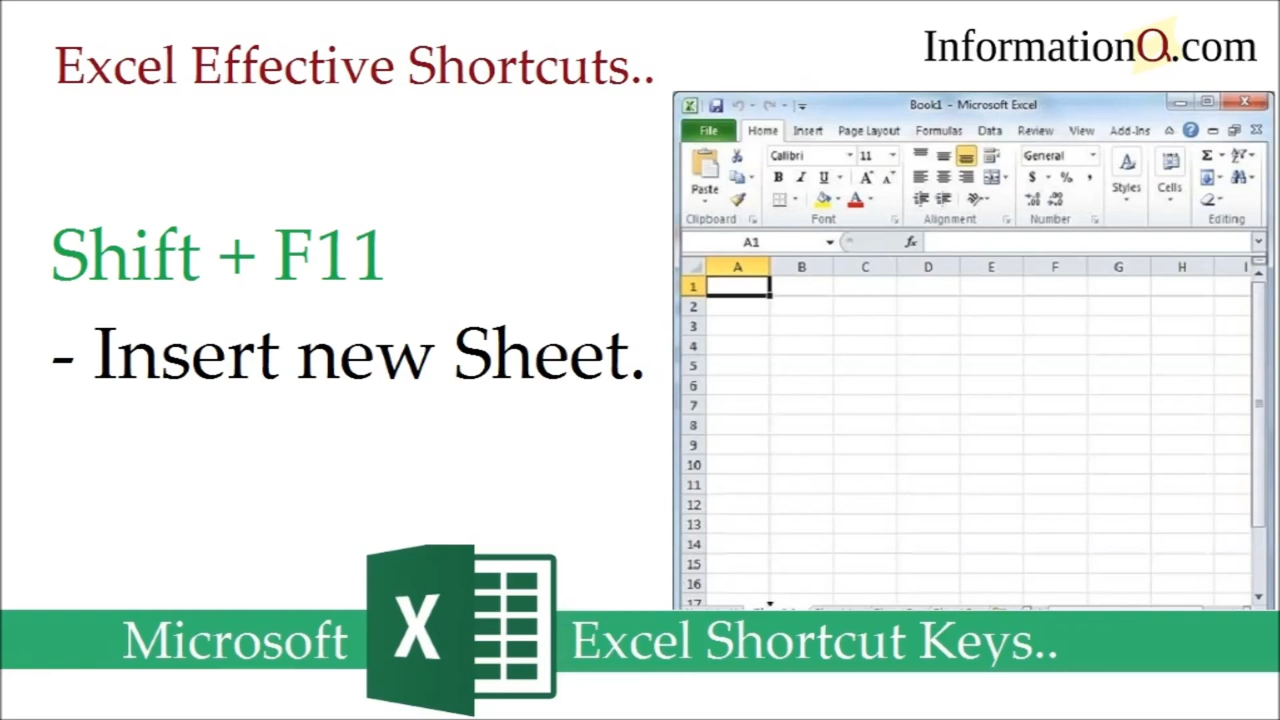 Excel Effective Shortcuts..
InformationQ.com
Shift + F11
- Insert new Sheet.
Book1 - Microsoft Excel
File Home Insert Page Layout Formulas Data Review View Add-Ins
Calibri 11 General
Paste B I U A A $ % , Styles Cells Σ
Clipboard Font Alignment Number Editing
A1 fx
A B C D E F G H I
1
2
3
4
5
6
7
8
9
10
11
12
13
14
15
16
17
Microsoft X Excel Shortcut Keys..